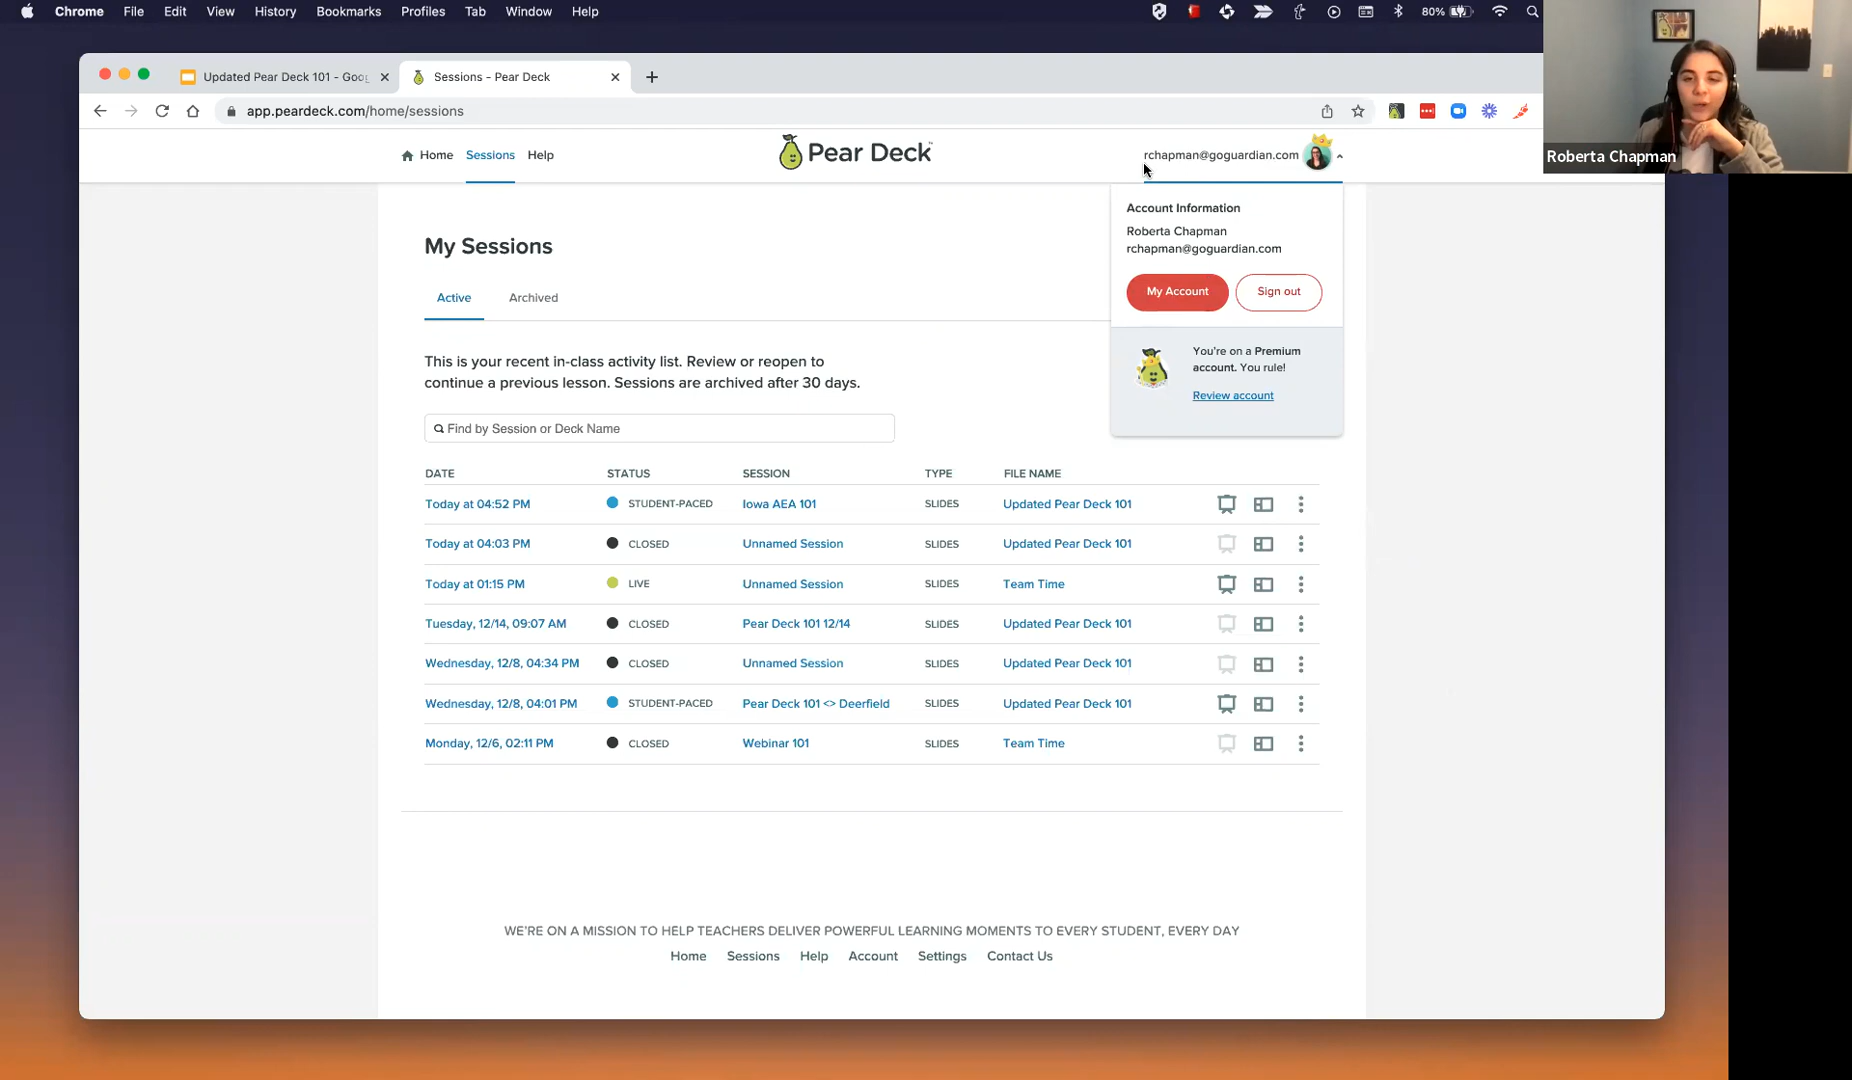 Chrome File Edit View History Bookmarks Profiles Tab Window Help 80%
Updated Pear Deck 101 - Goog
Sessions - Pear Deck
app.peardeck.com/home/sessions
Home Sessions Help
Pear Deck
rchapman@goguardian.com
Roberta Chapman
Account Information
Roberta Chapman
rchapman@goguardian.com
My Account Sign out
You're on a Premium
account. You rule!
Review account
My Sessions
Active Archived
This is your recent in-class activity list. Review or reopen to
continue a previous lesson. Sessions are archived after 30 days.
Find by Session or Deck Name
DATE STATUS SESSION TYPE FILE NAME
Today at 04:52 PM STUDENT-PACED Iowa AEA 101 SLIDES Updated Pear Deck 101
Today at 04:03 PM CLOSED Unnamed Session SLIDES Updated Pear Deck 101
Today at 01:15 PM LIVE Unnamed Session SLIDES Team Time
Tuesday, 12/14, 09:07 AM CLOSED Pear Deck 101 12/14 SLIDES Updated Pear Deck 101
Wednesday, 12/8, 04:34 PM CLOSED Unnamed Session SLIDES Updated Pear Deck 101
Wednesday, 12/8, 04:01 PM STUDENT-PACED Pear Deck 101 <> Deerfield SLIDES Updated Pear Deck 101
Monday, 12/6, 02:11 PM CLOSED Webinar 101 SLIDES Team Time
WE'RE ON A MISSION TO HELP TEACHERS DELIVER POWERFUL LEARNING MOMENTS TO EVERY STUDENT, EVERY DAY
Home Sessions Help Account Settings Contact Us